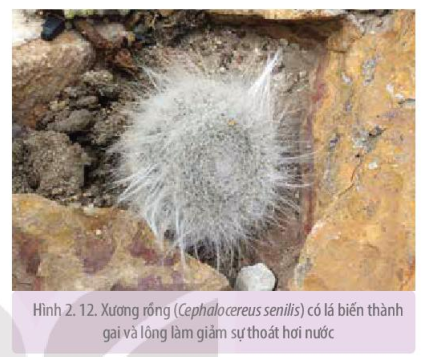 Hình 2. 12. Xương rồng (Cephalocereus senilis) có lá biến thành
gai và lông làm giảm sự thoát hơi nước